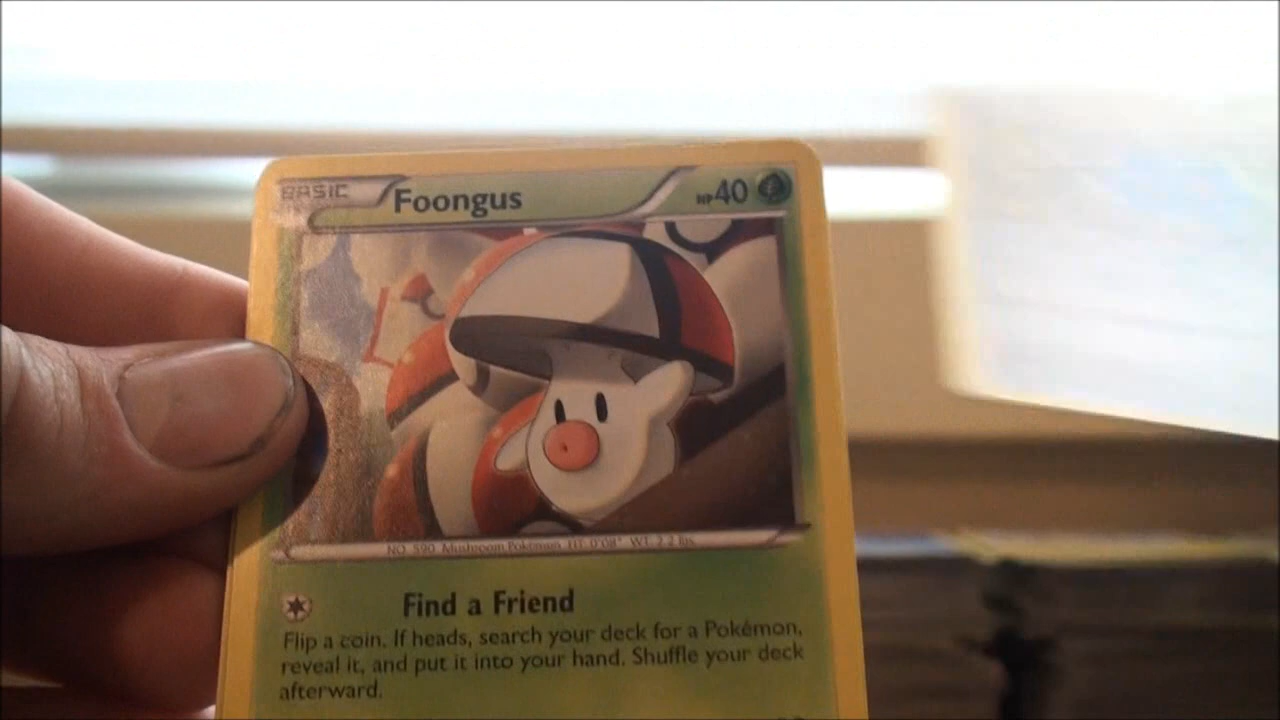 BASIC Foongus HP40
NO. 590 Mushroom Pokémon HT: 0'08" WT: 2.2 lbs.
Find a Friend
Flip a coin. If heads, search your deck for a Pokémon,
reveal it, and put it into your hand. Shuffle your deck
afterward.